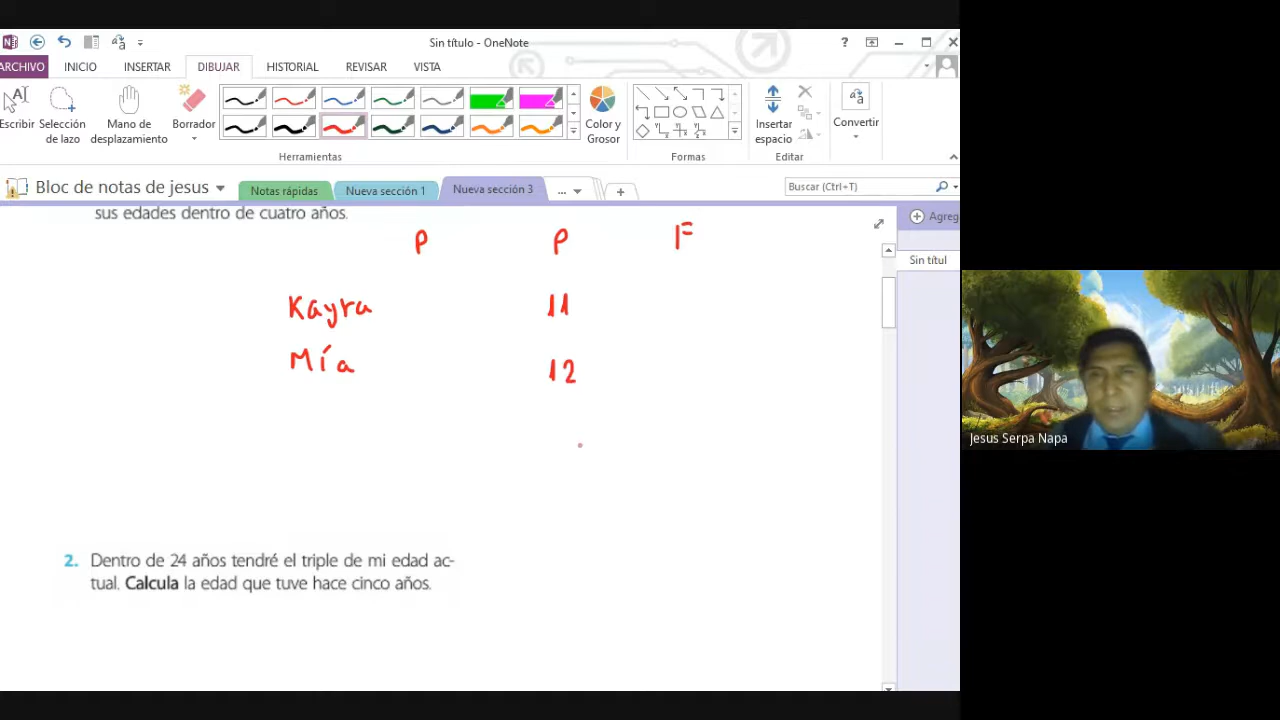 Sin título - OneNote
ARCHIVO INICIO INSERTAR DIBUJAR HISTORIAL REVISAR VISTA
Escribir
Selección de lazo
Mano de desplazamiento
Borrador
Color y Grosor
Insertar espacio
Convertir
Herramientas Formas Editar
Bloc de notas de jesus Notas rápidas Nueva sección 1 Nueva sección 3 ... Buscar (Ctrl+T)
sus edades dentro de cuatro años.
Agreg
Sin títul
P P F
Kayra 11
Mía 12
Jesus Serpa Napa
2. Dentro de 24 años tendré el triple de mi edad ac-
tual. Calcula la edad que tuve hace cinco años.